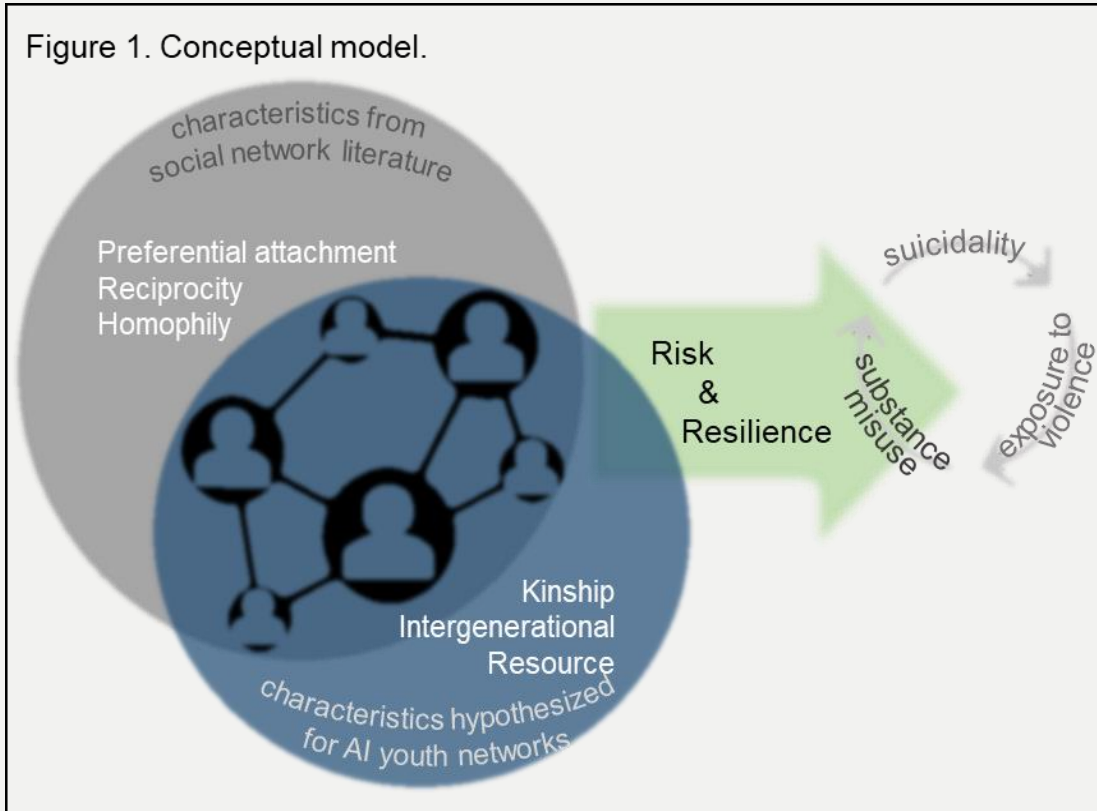 Figure 1. Conceptual model.
characteristics from
social network literature
Preferential attachment
Reciprocity
Homophily
Risk
&
Resilience
suicidality
exposure to
violence
substance
misuse
Kinship
Intergenerational
Resource
characteristics hypothesized
for AI youth networks